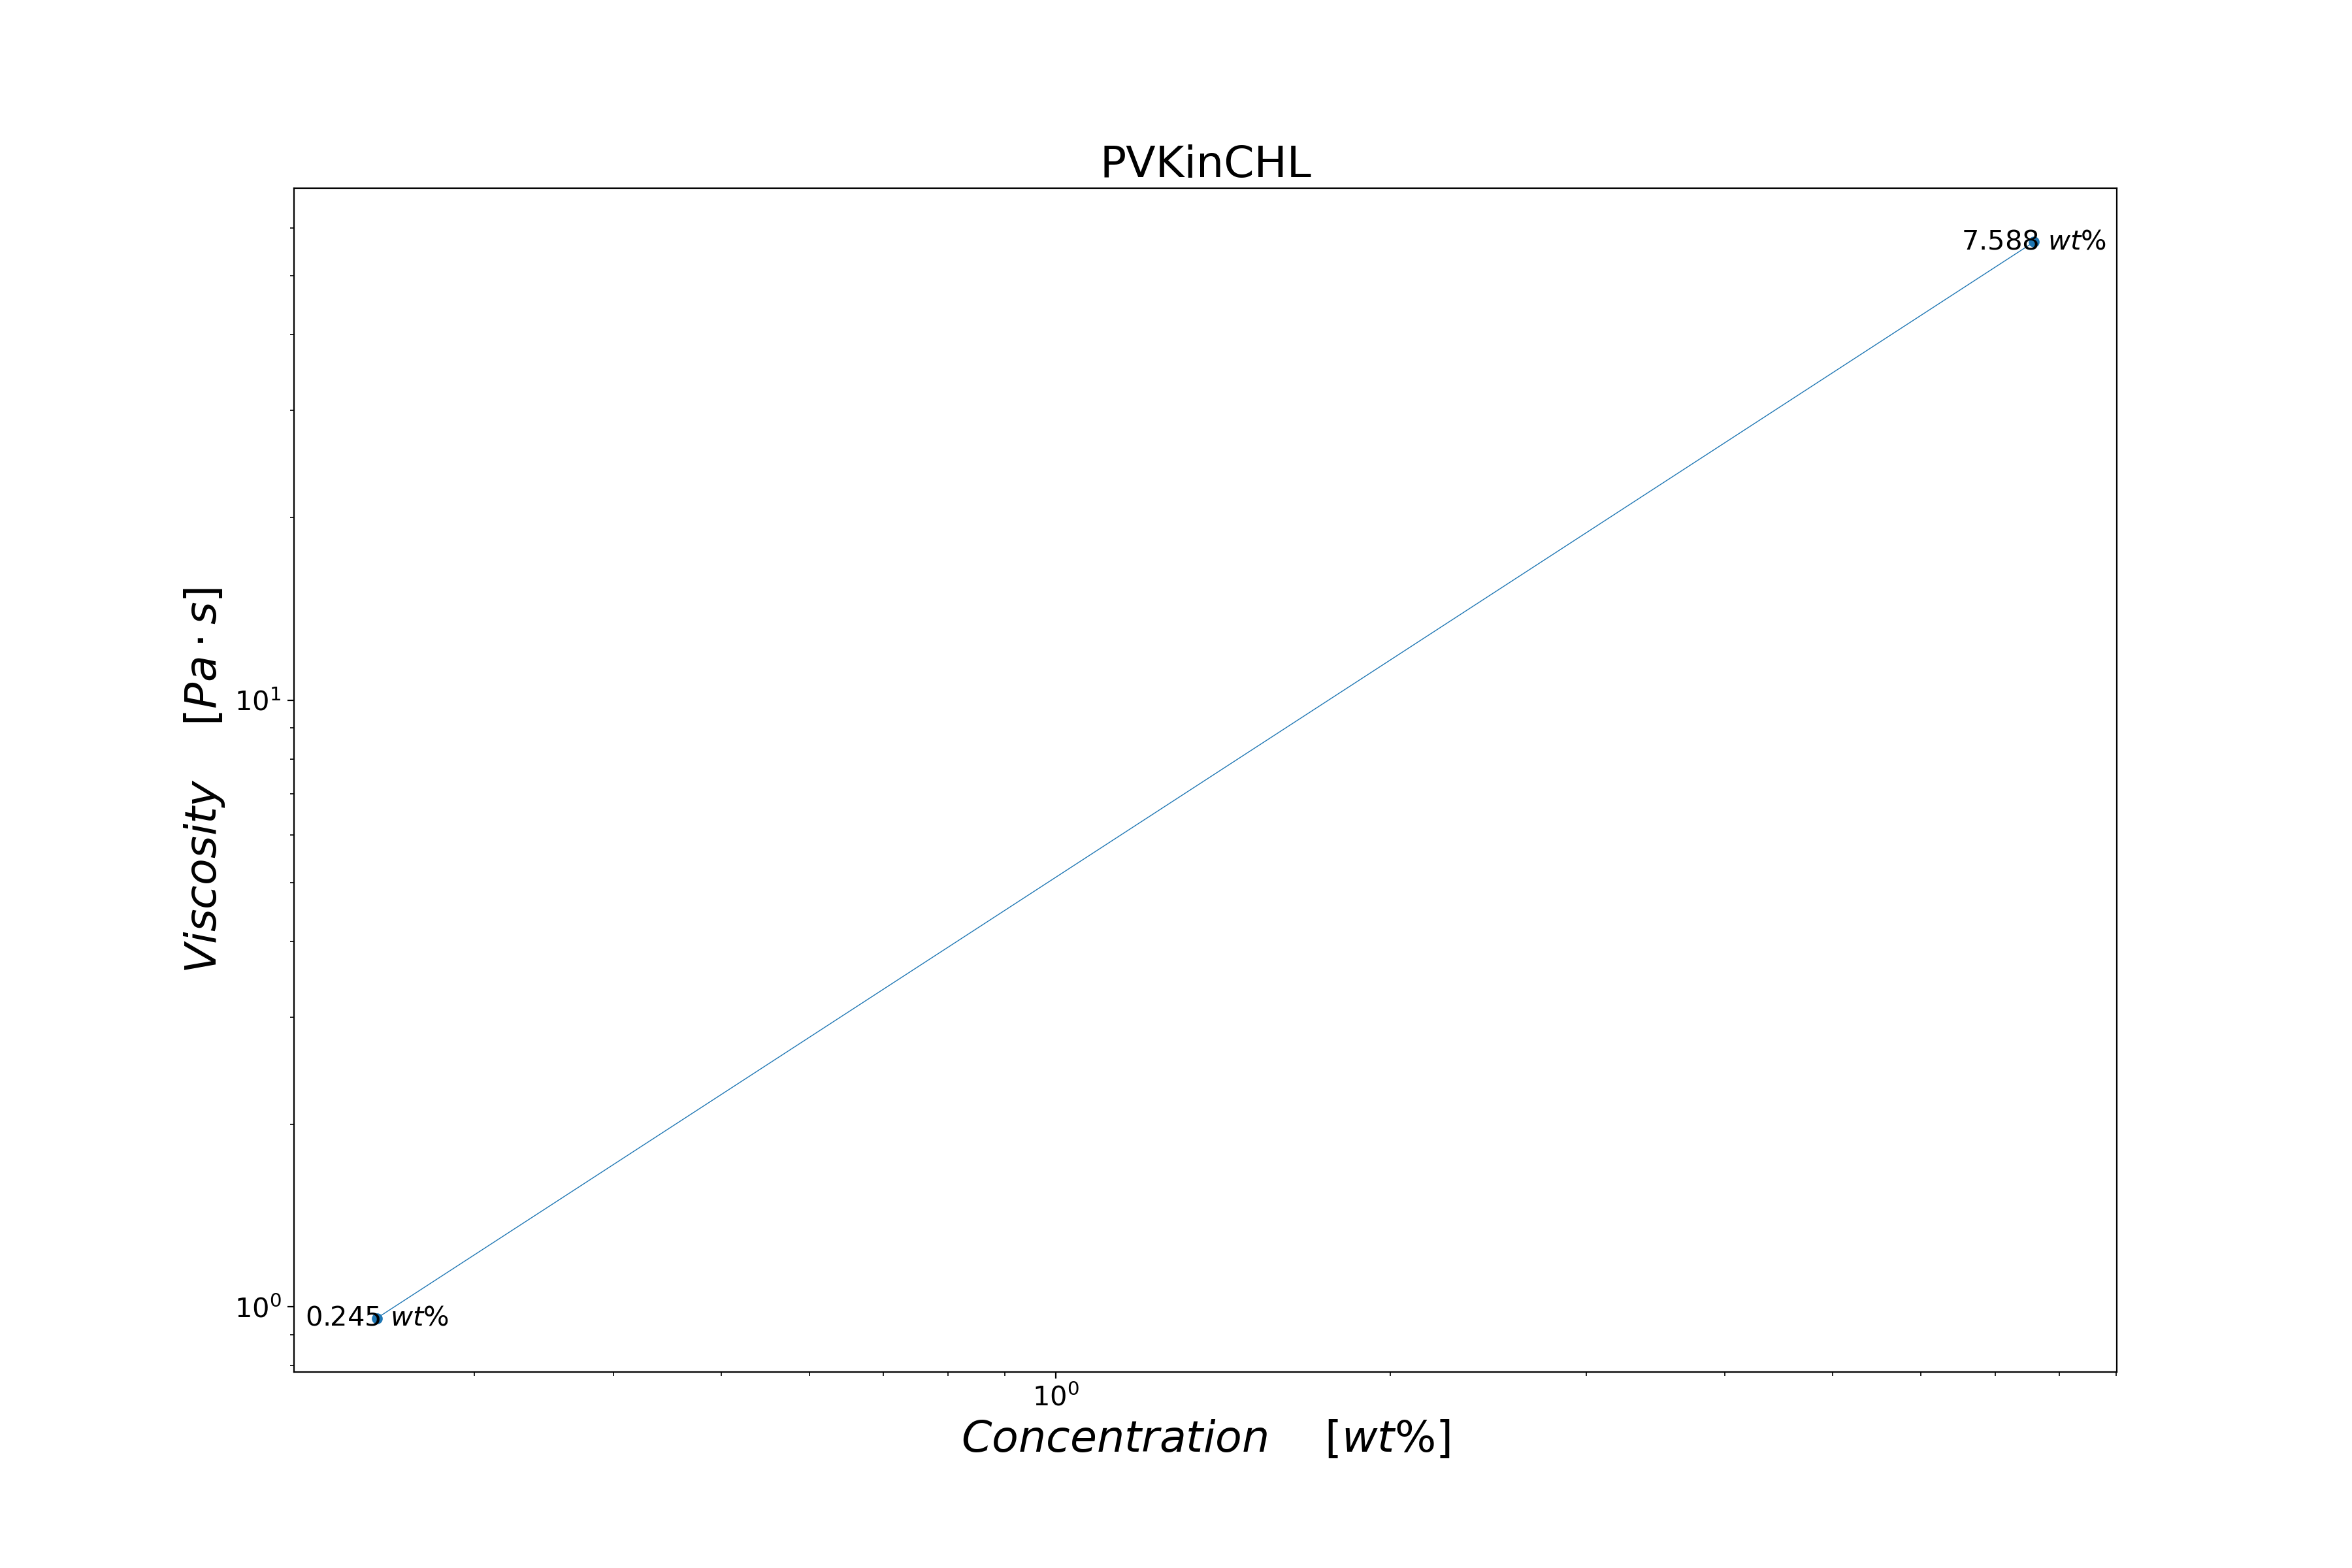 PVKinCHL
7.588 wt%
Viscosity [Pa · s]
10¹
10⁰
0.245 wt%
10⁰
Concentration [wt%]